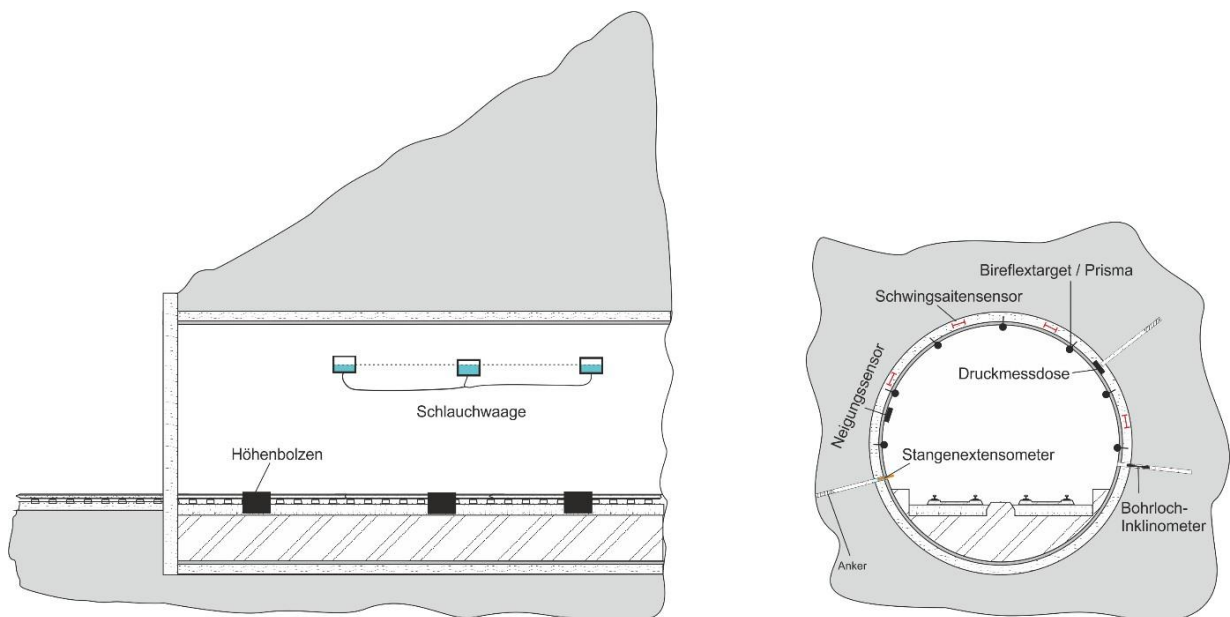 Schlauchwaage
Höhenbolzen
Bireflextarget / Prisma
Schwingsaitensensor
Druckmessdose
Neigungssensor
Stangenextensometer
Bohrloch-
Inklinometer
Anker